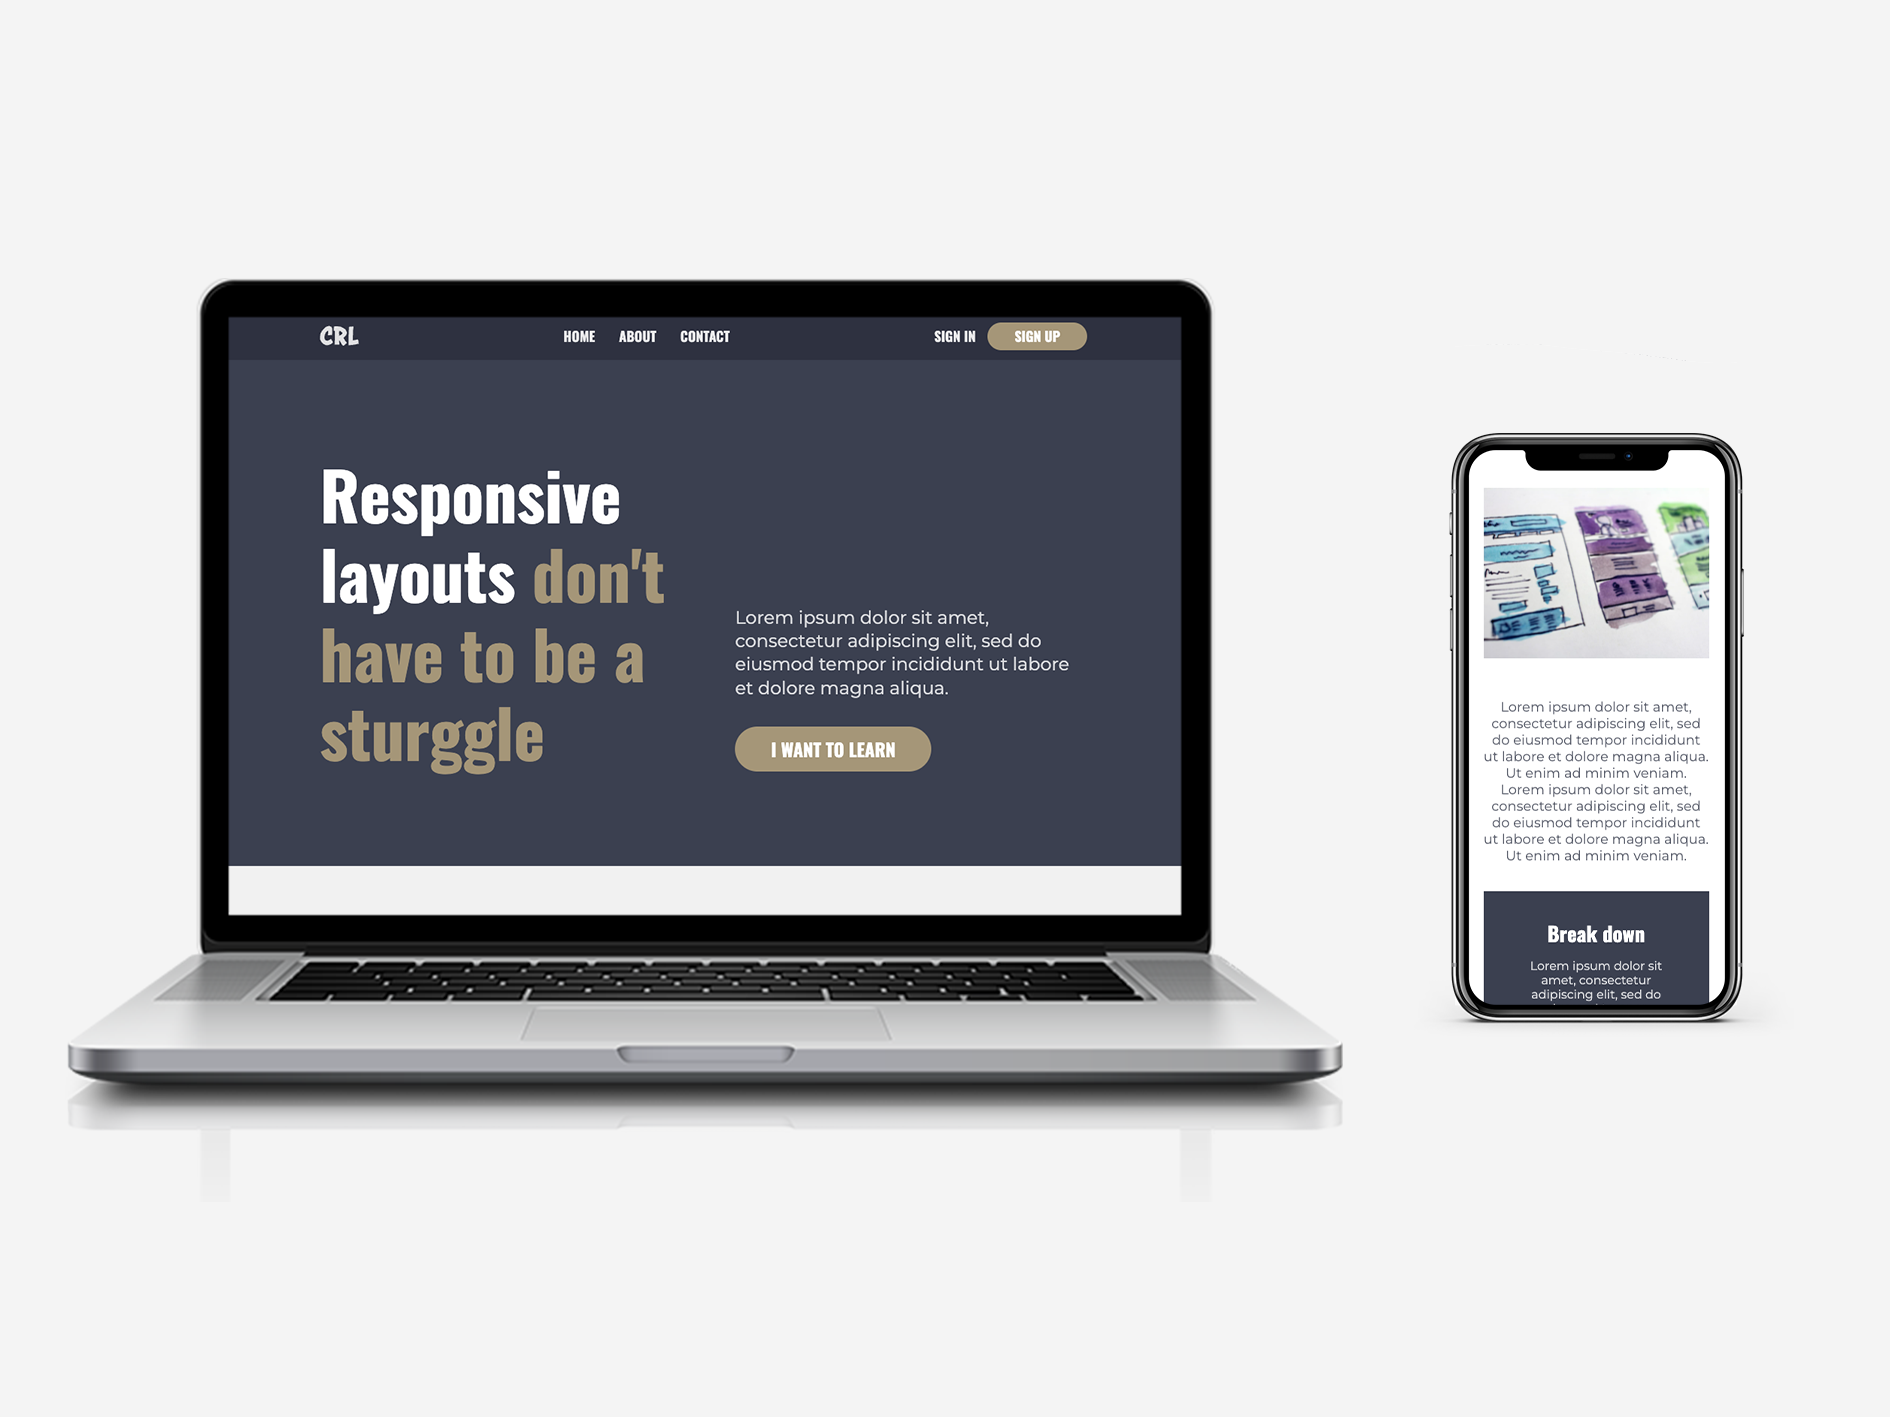 CRL
HOME ABOUT CONTACT
SIGN IN SIGN UP
Responsive
layouts don't
have to be a
sturggle
Lorem ipsum dolor sit amet,
consectetur adipiscing elit, sed do
eiusmod tempor incididunt ut labore
et dolore magna aliqua.
I WANT TO LEARN
Lorem ipsum dolor sit amet,
consectetur adipiscing elit, sed
do eiusmod tempor incididunt
ut labore et dolore magna aliqua.
Ut enim ad minim veniam.
Lorem ipsum dolor sit amet,
consectetur adipiscing elit, sed
do eiusmod tempor incididunt
ut labore et dolore magna aliqua.
Ut enim ad minim veniam.
Break down
Lorem ipsum dolor sit
amet, consectetur
adipiscing elit, sed do